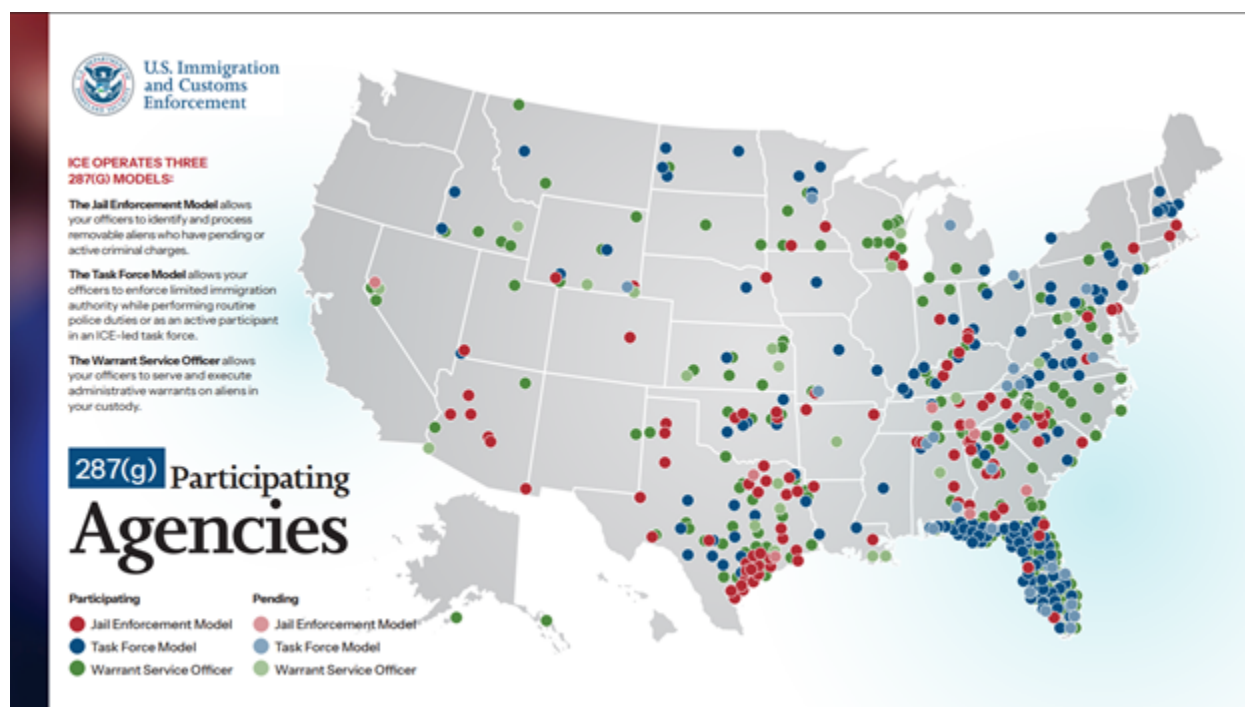 U.S. Immigration
and Customs
Enforcement
ICE OPERATES THREE
287(G) MODELS:
The Jail Enforcement Model allows
your officers to identify and process
removable aliens who have pending or
active criminal charges.
The Task Force Model allows your
officers to enforce limited immigration
authority while performing routine
police duties or as an active participant
in an ICE-led task force.
The Warrant Service Officer allows
your officers to serve and execute
administrative warrants on aliens in
your custody.
287(g) Participating
Agencies
Participating
Jail Enforcement Model
Task Force Model
Warrant Service Officer
Pending
Jail Enforcement Model
Task Force Model
Warrant Service Officer